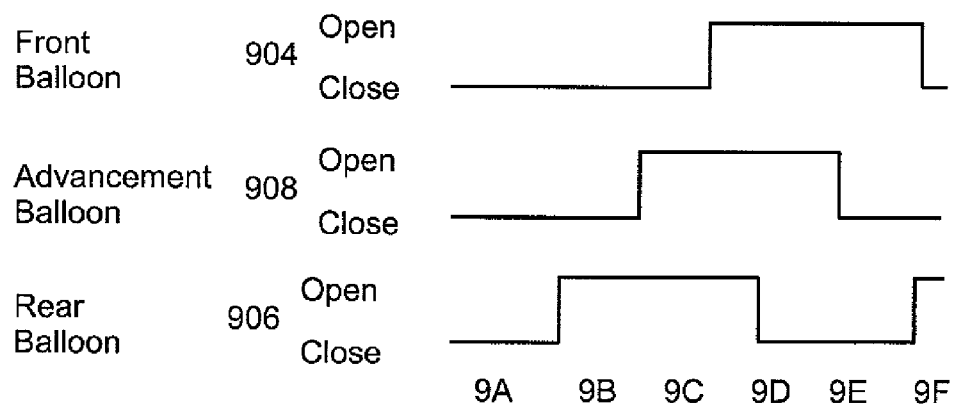 Front
Balloon
904
Open
Close
Advancement
Balloon
908
Open
Close
Rear
Balloon
906
Open
Close
9A 9B 9C 9D 9E 9F